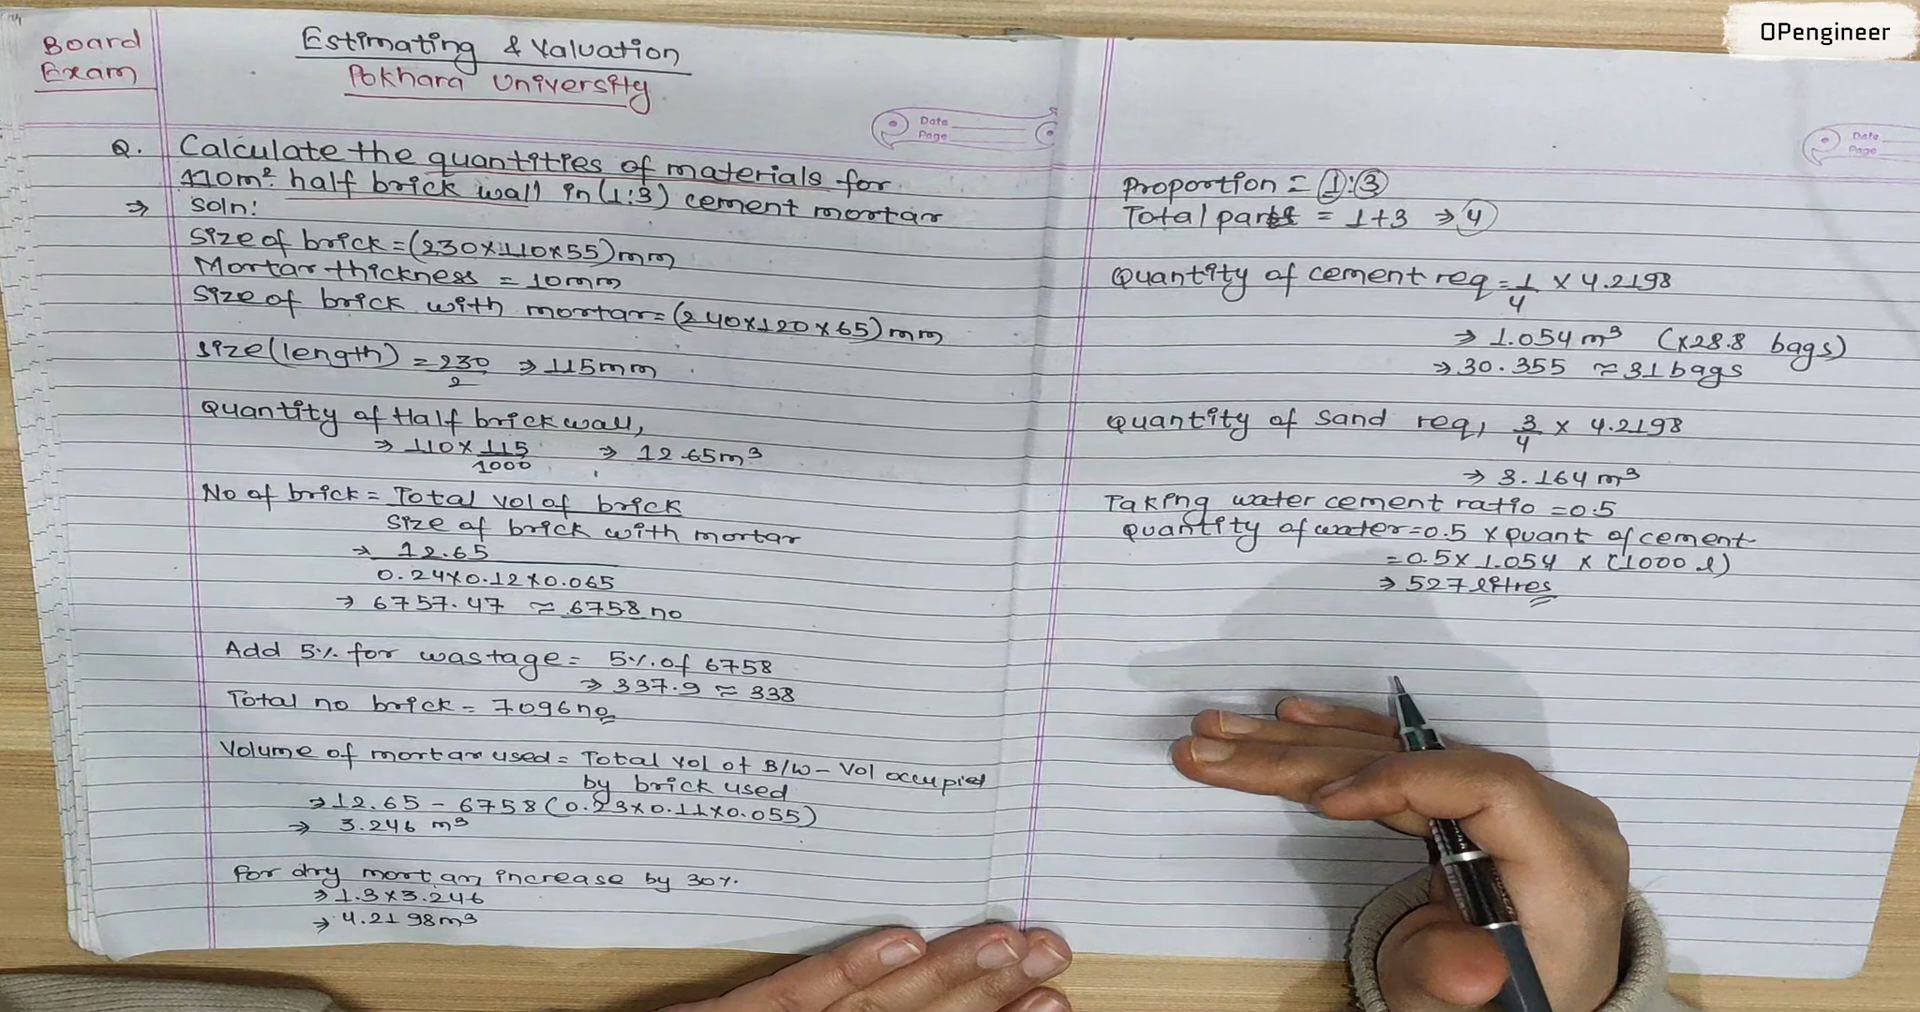 OPengineer
Board
Exam
Estimating & Valuation
Pokhara University
Date
Page
Q. Calculate the quantities of materials for
110m² half brick wall in (1:3) cement mortar
⇒ Soln:
Size of brick = (230×110×55)mm
Mortar thickness = 10mm
Size of brick with mortar = (240×120×65)mm
Size(length) = 230/2 ⇒ 115mm
Quantity of Half brick wall,
⇒ 110 × 115/1000 ⇒ 12.65m³
No of brick = Total vol of brick
Size of brick with mortar
⇒ 12.65
0.24×0.12×0.065
⇒ 6757.47 ≈ 6758 no
Add 5% for wastage = 5% of 6758
⇒ 337.9 ≈ 338
Total no brick = 7096 no
Volume of mortar used = Total vol of B/W – Vol occupied
by brick used
⇒ 12.65 – 6758(0.23×0.11×0.055)
⇒ 3.246 m³
For dry mortar, increase by 30%.
⇒ 1.3×3.246
⇒ 4.2198m³
Date
Page
Proportion = 1:3
Total parts = 1+3 ⇒ 4
Quantity of cement req = 1/4 × 4.2198
⇒ 1.054 m³ (×28.8 bags)
⇒ 30.355 ≈ 31 bags
Quantity of sand req, 3/4 × 4.2198
⇒ 3.164 m³
Taking water cement ratio = 0.5
Quantity of water = 0.5 × quant of cement
= 0.5 × 1.054 × (1000 l)
⇒ 527 litres